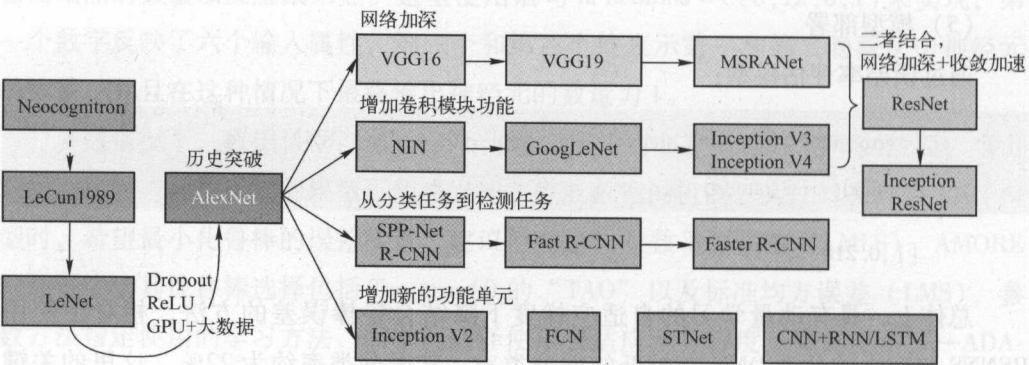 网络加深
VGG16
VGG19
MSRANet
二者结合，
网络加深+收敛加速
ResNet
Inception
ResNet
Neocognitron
LeCun1989
LeNet
Dropout
ReLU
GPU+大数据
历史突破
AlexNet
增加卷积模块功能
NIN
GoogLeNet
Inception V3
Inception V4
从分类任务到检测任务
SPP-Net
R-CNN
Fast R-CNN
Faster R-CNN
增加新的功能单元
Inception V2
FCN
STNet
CNN+RNN/LSTM